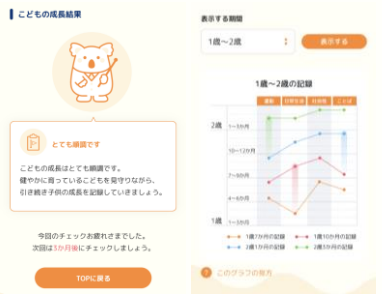 こどもの成長結果
とても順調です
こどもの成長はとても順調です。
健やかに育っているこどもを見守りながら、
引き続き子供の成長を記録していきましょう。
今回のチェックお疲れさまでした。
次回は3か月後にチェックしましょう。
TOPに戻る
表示する期間
1歳〜2歳
表示する
1歳〜2歳の記録
運動 日常生活 社会性 ことば
2歳 1〜3か月
10〜12か月
7〜9か月
4〜6か月
1歳 1〜3か月
1歳7か月の記録 1歳10か月の記録
2歳1か月の記録 2歳3か月の記録
このグラフの見方